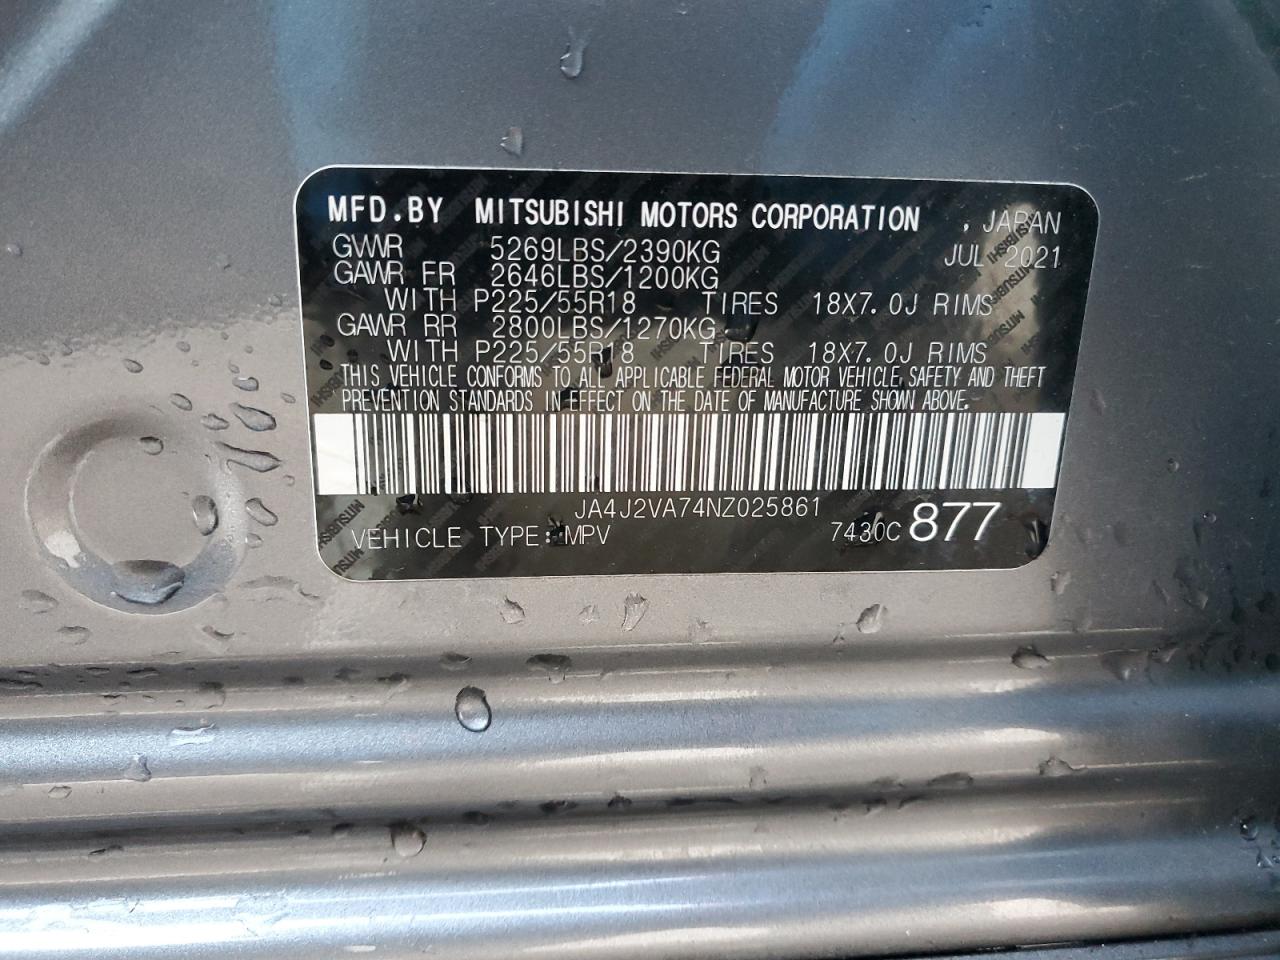 MFD.BY MITSUBISHI MOTORS CORPORATION , JAPAN
GVWR 5269LBS/2390KG JUL 2021
GAWR FR 2646LBS/1200KG
WITH P225/55R18 TIRES 18X7.0J RIMS
GAWR RR 2800LBS/1270KG
WITH P225/55R18 TIRES 18X7.0J RIMS
THIS VEHICLE CONFORMS TO ALL APPLICABLE FEDERAL MOTOR VEHICLE SAFETY AND THEFT
PREVENTION STANDARDS IN EFFECT ON THE DATE OF MANUFACTURE SHOWN ABOVE.
JA4J2VA74NZ025861
VEHICLE TYPE: MPV 7430C 877